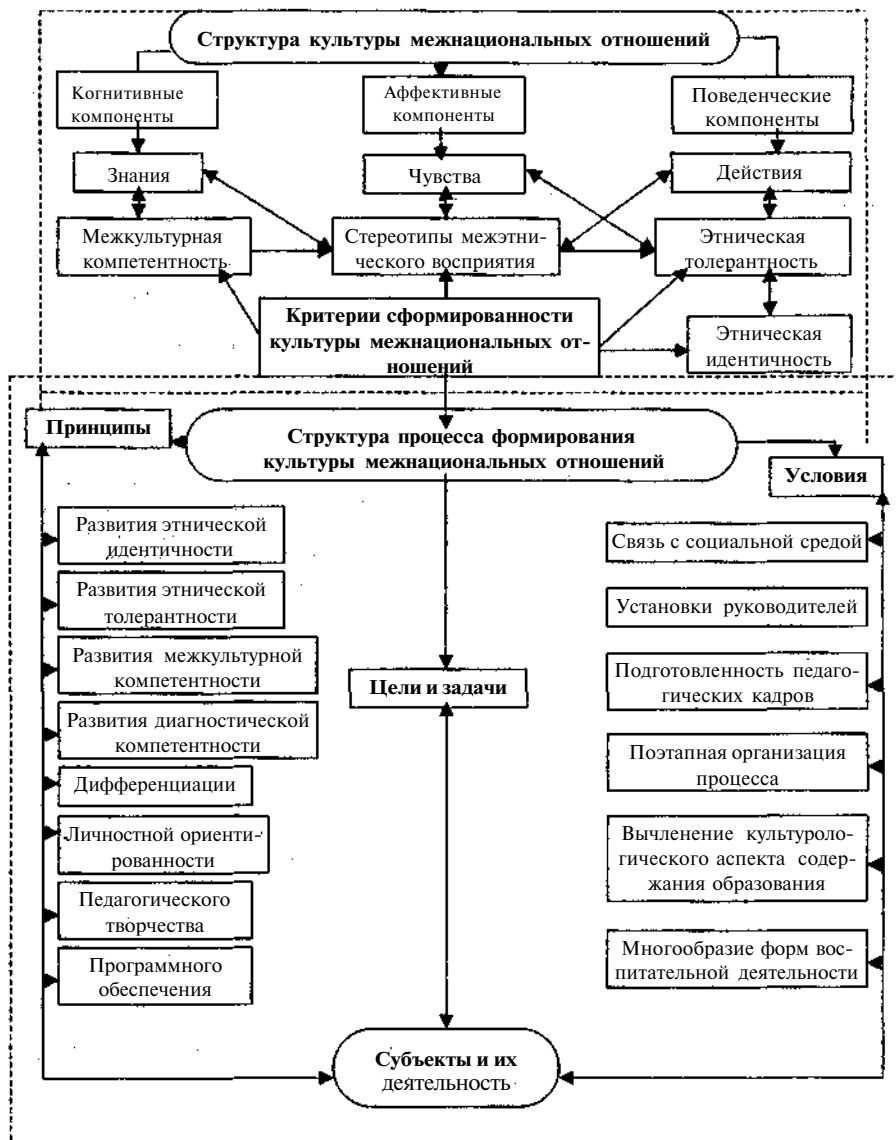 Структура культуры межнациональных отношений
Когнитивные
компоненты
Аффективные
компоненты
Поведенческие
компоненты
Знания
Чувства
Действия
Межкультурная
компетентность
Стереотипы межэтни-
ческого восприятия
Этническая
толерантность
Критерии сформированности
культуры межнациональных от-
ношений
Этническая
идентичность
Принципы
Структура процесса формирования
культуры межнациональных отношений
Условия
Развития этнической
идентичности
Развития этнической
толерантности
Развития межкультурной
компетентности
Развития диагностической
компетентности
Дифференциации
Личностной ориенти-
рованности
Педагогического
творчества
Программного
обеспечения
Цели и задачи
Связь с социальной средой
Установки руководителей
Подготовленность педаго-
гических кадров
Поэтапная организация
процесса
Вычленение культуроло-
гического аспекта содер-
жания образования
Многообразие форм вос-
питательной деятельности
Субъекты и их
деятельность